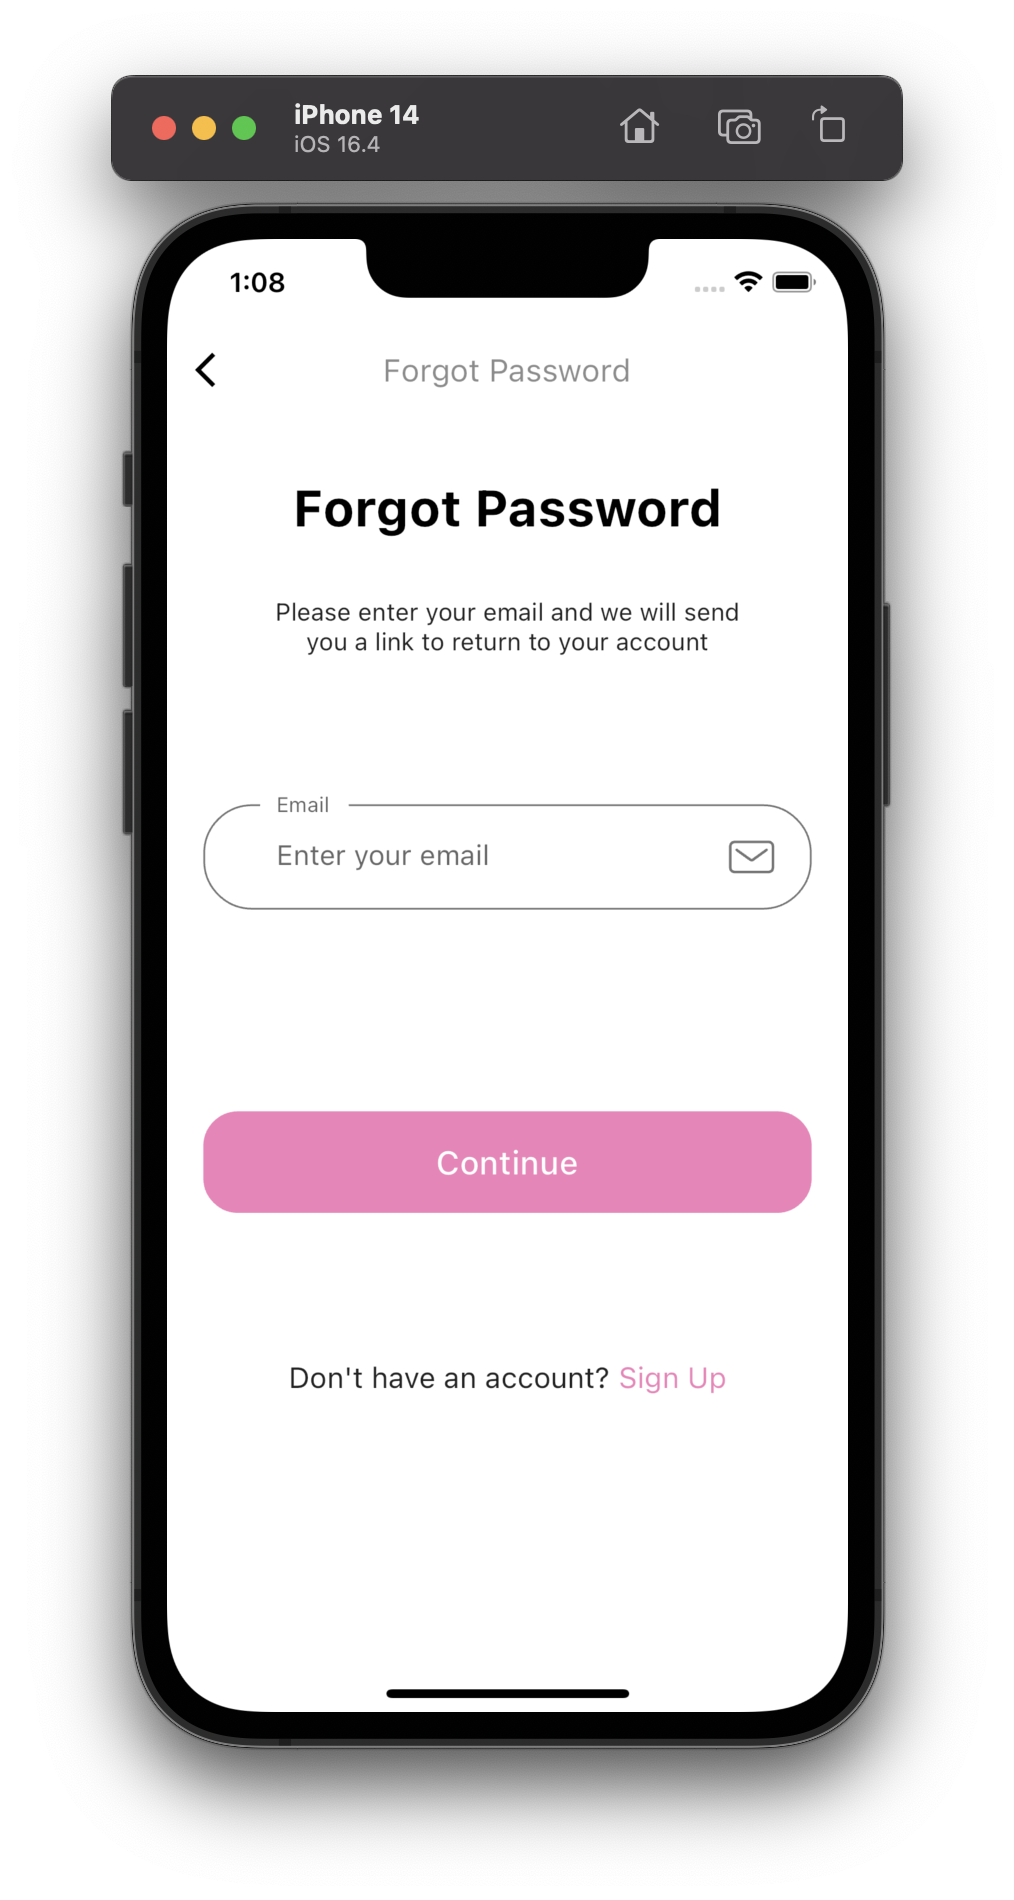 iPhone 14
iOS 16.4
1:08
Forgot Password
Forgot Password
Please enter your email and we will send
you a link to return to your account
Email
Enter your email
Continue
Don't have an account? Sign Up